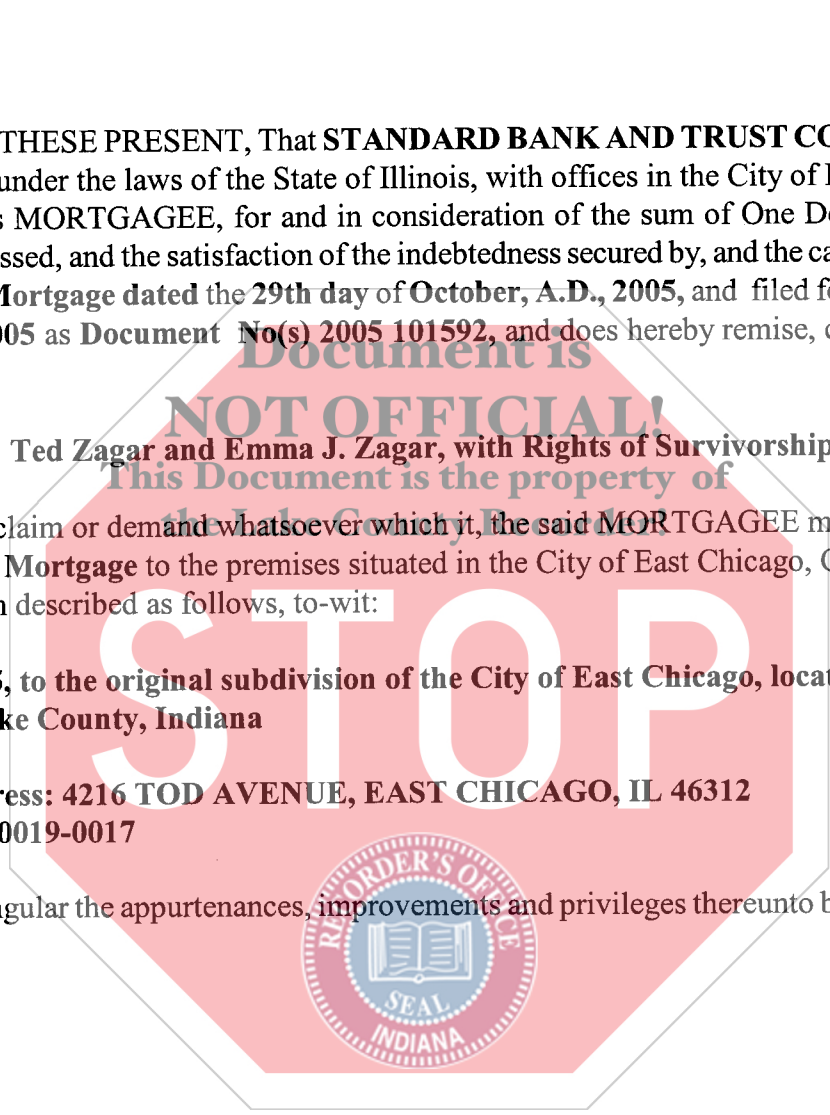 THESE PRESENT, That STANDARD BANK AND TRUST CO
under the laws of the State of Illinois, with offices in the City of
s MORTGAGEE, for and in consideration of the sum of One Do
ssed, and the satisfaction of the indebtedness secured by, and the ca
Mortgage dated the 29th day of October, A.D., 2005, and filed fo
005 as Document No(s) 2005 101592, and does hereby remise,
Document is
NOT OFFICIAL!
Ted Zagar and Emma J. Zagar, with Rights of Survivorship
This Document is the property of
the Lake County Recorder!
claim or demand whatsoever which it, the said MORTGAGEE m
Mortgage to the premises situated in the City of East Chicago,
n described as follows, to-wit:
STOP
, to the original subdivision of the City of East Chicago, locat
ke County, Indiana
ress: 4216 TOD AVENUE, EAST CHICAGO, IL 46312
0019-0017
RECORDER'S OFFICE
ngular the appurtenances, improvements and privileges thereunto b
SEAL
INDIANA